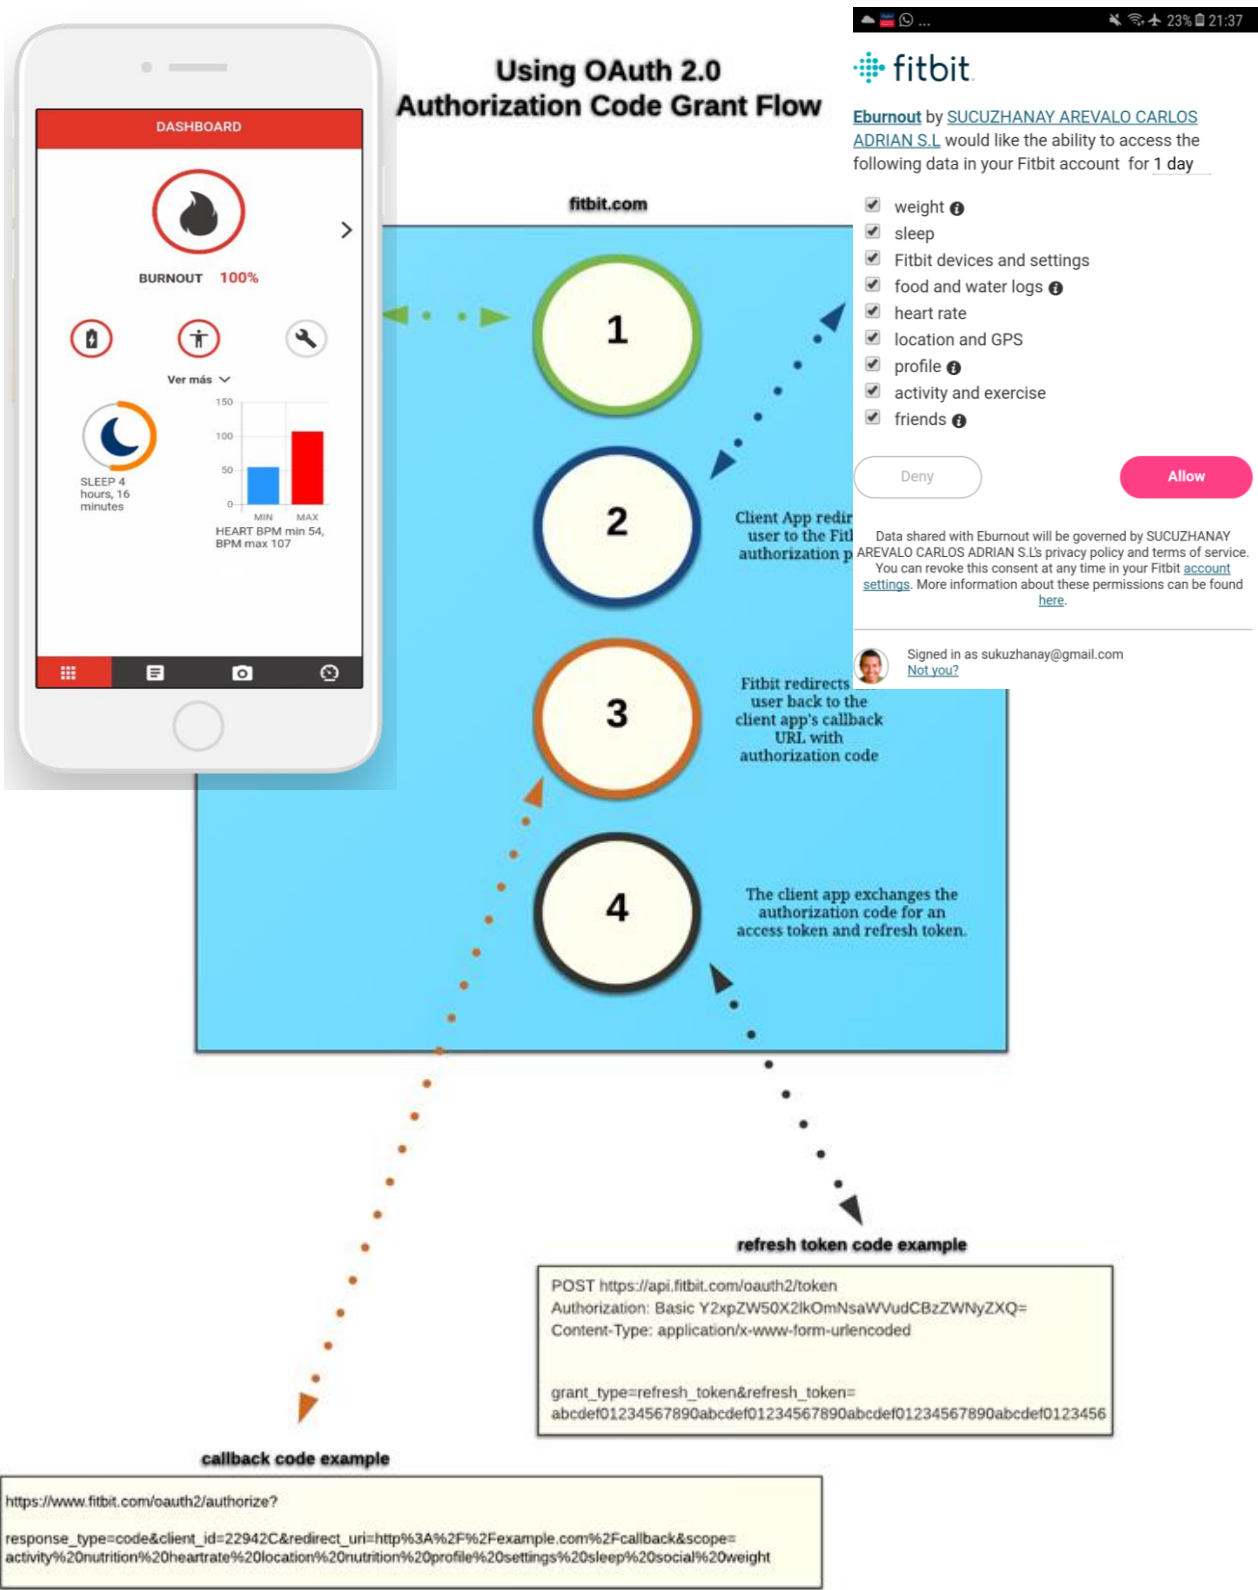 Using OAuth 2.0
Authorization Code Grant Flow
fitbit.com
DASHBOARD
BURNOUT 100%
Ver más
150
100
50
0
MIN MAX
SLEEP 4
hours, 16
minutes
HEART BPM min 54,
BPM max 107
... 23% 21:37
fitbit
Eburnout by SUCUZHANAY AREVALO CARLOS
ADRIAN S.L would like the ability to access the
following data in your Fitbit account for 1 day
weight
sleep
Fitbit devices and settings
food and water logs
heart rate
location and GPS
profile
activity and exercise
friends
Deny
Allow
Data shared with Eburnout will be governed by SUCUZHANAY
AREVALO CARLOS ADRIAN S.L's privacy policy and terms of service.
You can revoke this consent at any time in your Fitbit account
settings. More information about these permissions can be found
here.
Signed in as sukuzhanay@gmail.com
Not you?
1
2
Client App redir
user to the Fit
authorization p
3
Fitbit redirects
user back to the
client app's callback
URL with
authorization code
4
The client app exchanges the
authorization code for an
access token and refresh token.
refresh token code example
POST https://api.fitbit.com/oauth2/token
Authorization: Basic Y2xpZW50X2lkOmNsaWVudCBzZWNyZXQ=
Content-Type: application/x-www-form-urlencoded
grant_type=refresh_token&refresh_token=
abcdef01234567890abcdef01234567890abcdef01234567890abcdef0123456
callback code example
https://www.fitbit.com/oauth2/authorize?
response_type=code&client_id=22942C&redirect_uri=http%3A%2F%2Fexample.com%2Fcallback&scope=
activity%20nutrition%20heartrate%20location%20nutrition%20profile%20settings%20sleep%20social%20weight